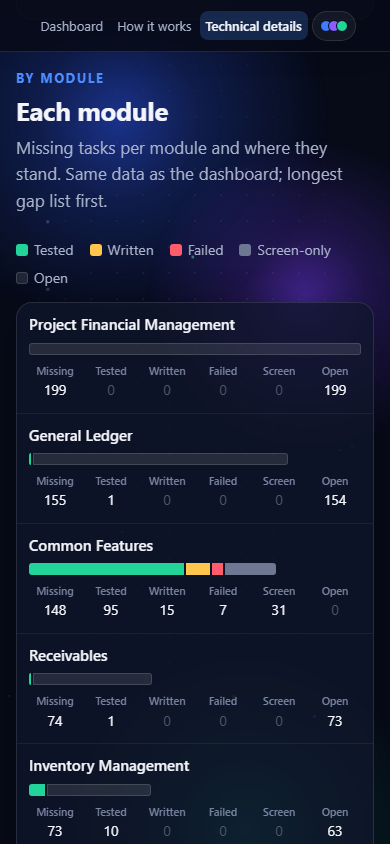 Dashboard How it works Technical details
BY MODULE
Each module
Missing tasks per module and where they
stand. Same data as the dashboard; longest
gap list first.
Tested Written Failed Screen-only
Open
Project Financial Management
Missing Tested Written Failed Screen Open
199 0 0 0 0 199
General Ledger
Missing Tested Written Failed Screen Open
155 1 0 0 0 154
Common Features
Missing Tested Written Failed Screen Open
148 95 15 7 31 0
Receivables
Missing Tested Written Failed Screen Open
74 1 0 0 0 73
Inventory Management
Missing Tested Written Failed Screen Open
73 10 0 0 0 63